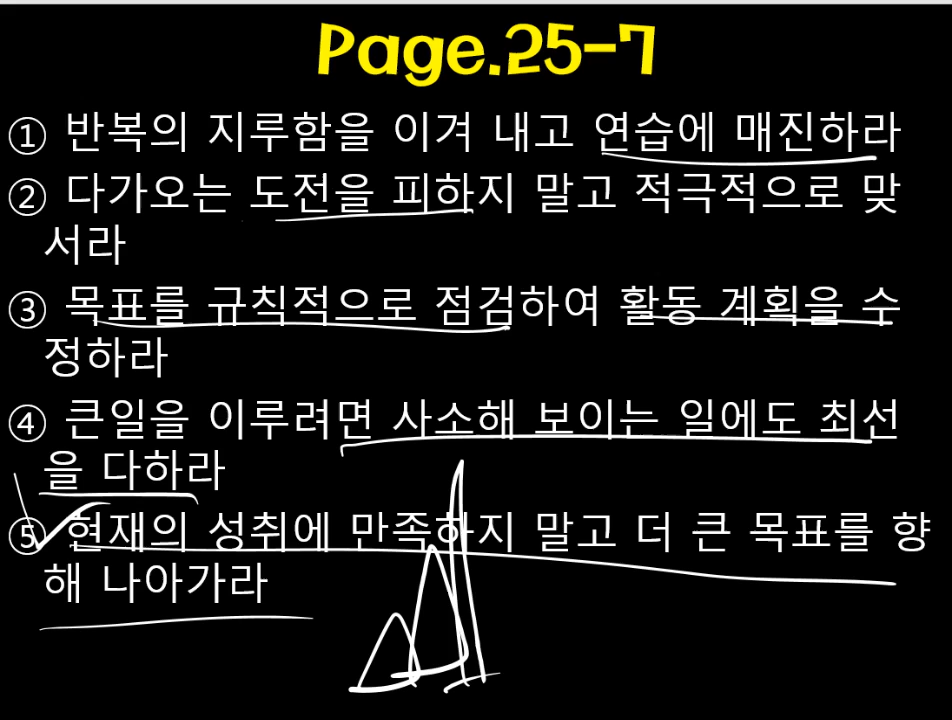 Page.25-7
① 반복의 지루함을 이겨 내고 연습에 매진하라
② 다가오는 도전을 피하지 말고 적극적으로 맞
서라
③ 목표를 규칙적으로 점검하여 활동 계획을 수
정하라
④ 큰일을 이루려면 사소해 보이는 일에도 최선
을 다하라
⑤ 현재의 성취에 만족하지 말고 더 큰 목표를 향
해 나아가라